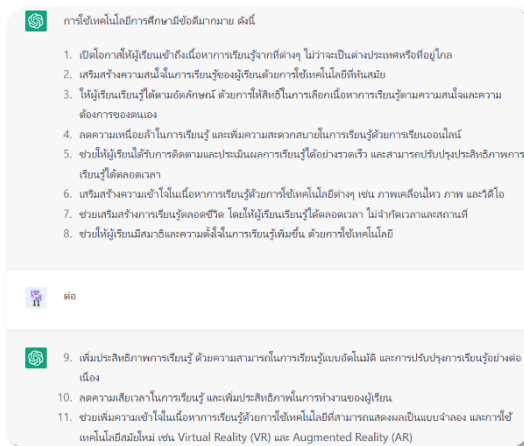 การใช้เทคโนโลยีการศึกษามีข้อดีมากมาย ดังนี้
1. เปิดโอกาสให้ผู้เรียนเข้าถึงเนื้อหาการเรียนรู้จากที่ต่างๆ ไม่ว่าจะเป็นต่างประเทศหรือที่อยู่ไกล
2. เสริมสร้างความสนใจในการเรียนรู้ของผู้เรียนด้วยการใช้เทคโนโลยีที่ทันสมัย
3. ให้ผู้เรียนเรียนรู้ได้ตามอัตลักษณ์ ด้วยการให้สิทธิในการเลือกเนื้อหาการเรียนรู้ตามความสนใจและความ
ต้องการของตนเอง
4. ลดความเหนื่อยล้าในการเรียนรู้ และเพิ่มความสะดวกสบายในการเรียนรู้ด้วยการเรียนออนไลน์
5. ช่วยให้ผู้เรียนได้รับการติดตามและประเมินผลการเรียนรู้ได้อย่างรวดเร็ว และสามารถปรับปรุงประสิทธิภาพการ
เรียนรู้ได้ตลอดเวลา
6. เสริมสร้างความเข้าใจในเนื้อหาการเรียนรู้ด้วยการใช้เทคโนโลยีต่างๆ เช่น ภาพเคลื่อนไหว ภาพ และวิดีโอ
7. ช่วยเสริมสร้างการเรียนรู้ตลอดชีวิต โดยให้ผู้เรียนเรียนรู้ได้ตลอดเวลา ไม่จำกัดเวลาและสถานที่
8. ช่วยให้ผู้เรียนมีสมาธิและความตั้งใจในการเรียนรู้เพิ่มขึ้น ด้วยการใช้เทคโนโลยี
ต่อ
9. เพิ่มประสิทธิภาพการเรียนรู้ ด้วยความสามารถในการเรียนรู้แบบอัตโนมัติ และการปรับปรุงการเรียนรู้อย่างต่อ
เนื่อง
10. ลดความเสียเวลาในการเรียนรู้ และเพิ่มประสิทธิภาพในการทำงานของผู้เรียน
11. ช่วยเพิ่มความเข้าใจในเนื้อหาการเรียนรู้ด้วยการใช้เทคโนโลยีที่สามารถแสดงผลเป็นแบบจำลอง และการใช้
เทคโนโลยีสมัยใหม่ เช่น Virtual Reality (VR) และ Augmented Reality (AR)